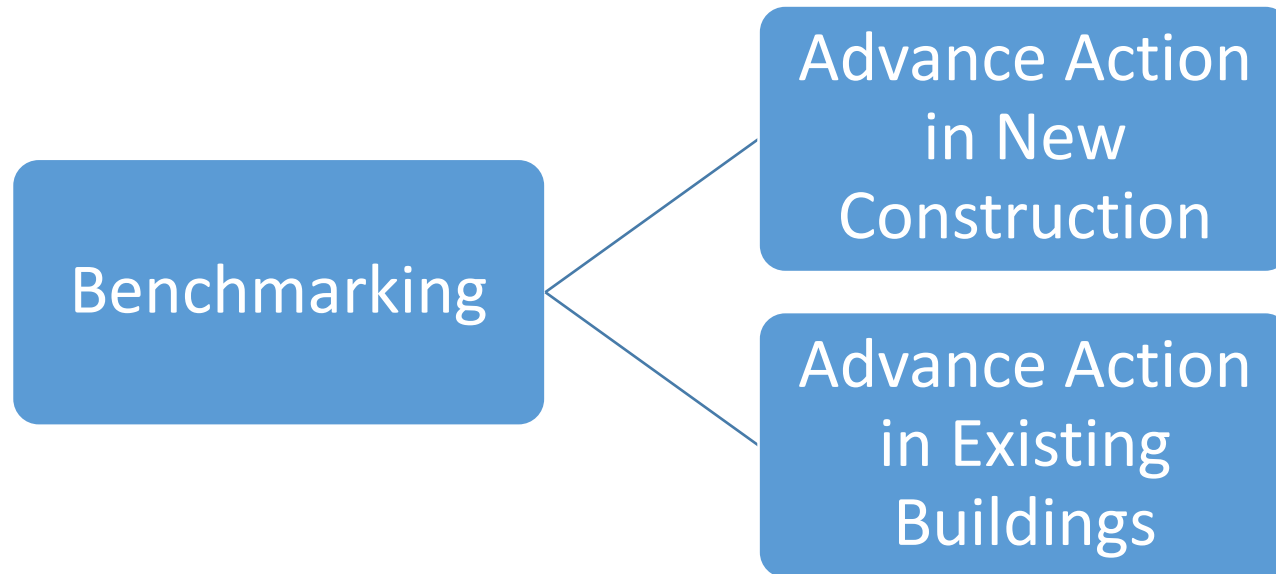 Benchmarking
Advance Action
in New
Construction
Advance Action
in Existing
Buildings